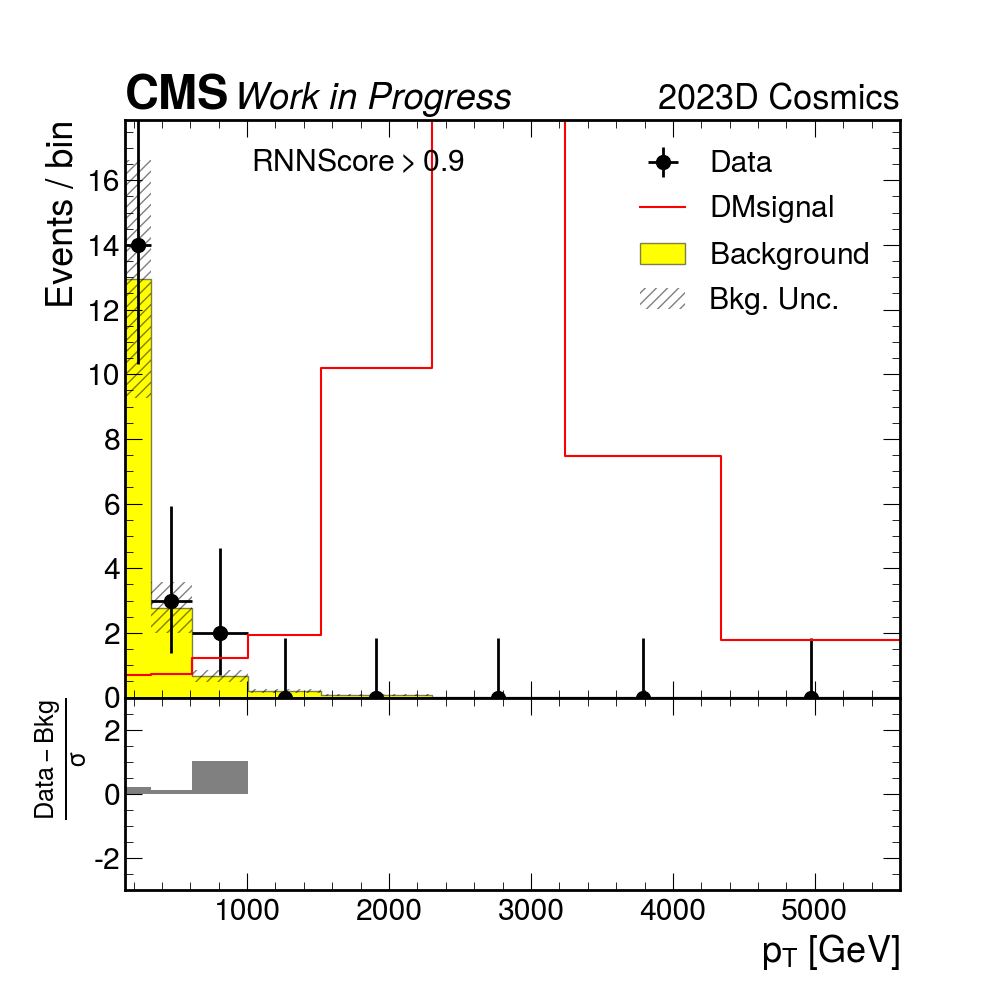 CMS Work in Progress 2023D Cosmics
Events / bin
RNNScore > 0.9
Data
DMsignal
Background
Bkg. Unc.
16
14
12
10
8
6
4
2
0
Data – Bkg
σ
2
0
-2
1000 2000 3000 4000 5000
pT [GeV]